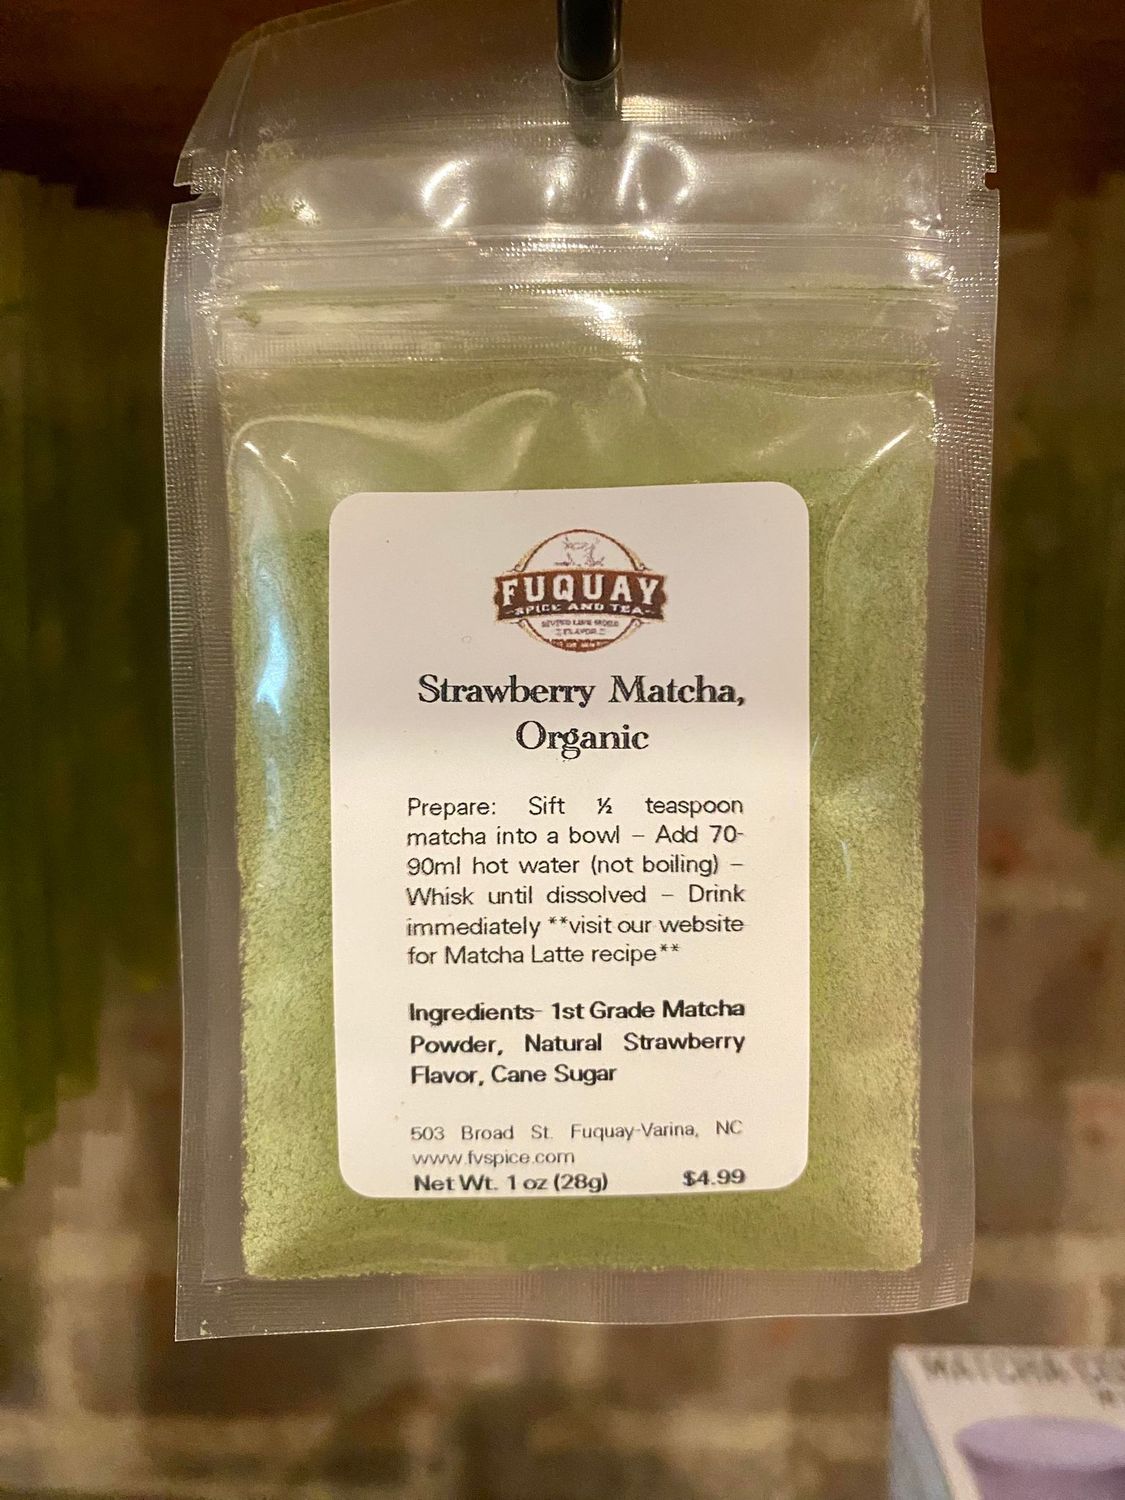 FUQUAY
SPICE AND TEA
FLAVOR
Strawberry Matcha,
Organic
Prepare: Sift ½ teaspoon
matcha into a bowl – Add 70-
90ml hot water (not boiling) –
Whisk until dissolved – Drink
immediately **visit our website
for Matcha Latte recipe**
Ingredients- 1st Grade Matcha
Powder, Natural Strawberry
Flavor, Cane Sugar
503 Broad St. Fuquay-Varina, NC
www.fvspice.com
Net Wt. 1 oz (28g) $4.99
MATCHA